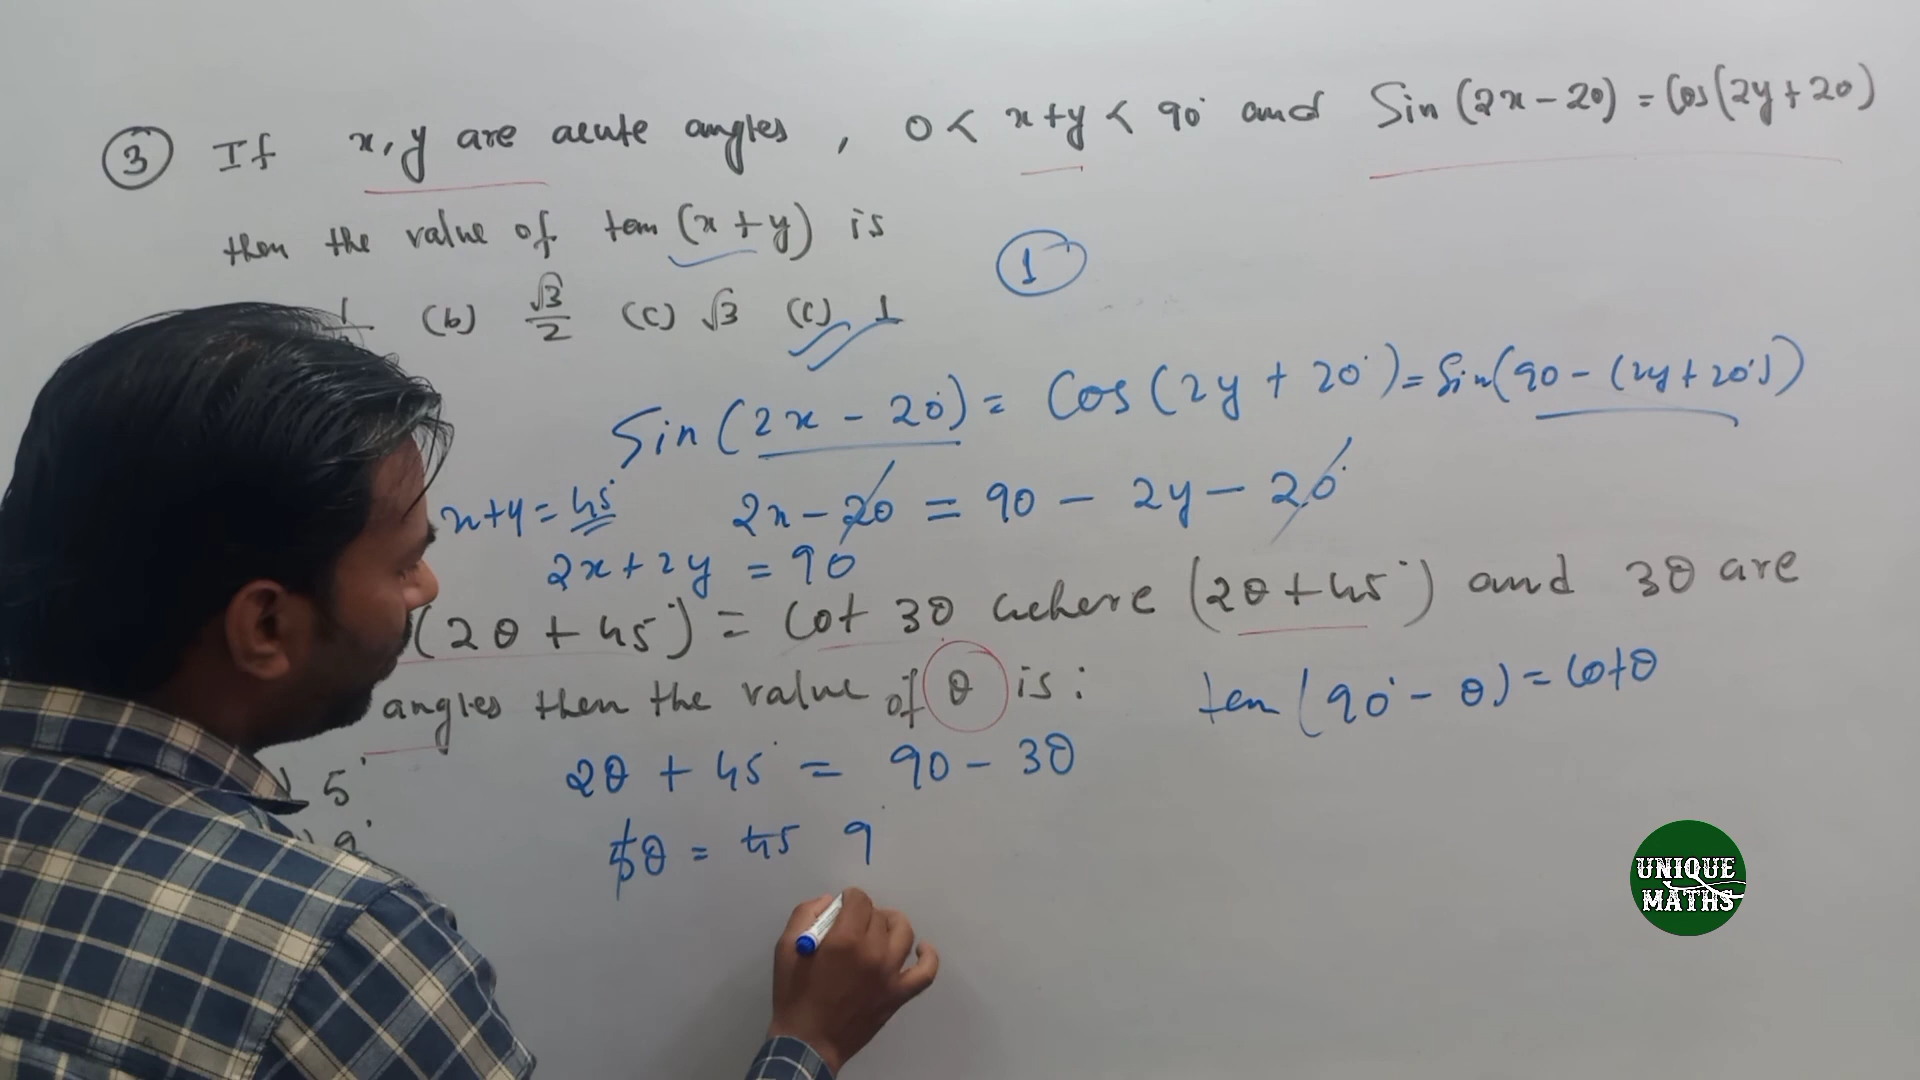 ③ If x, y are acute angles, 0 < x+y < 90° and Sin(2x-20) = Cos(2y+20)
then the value of tan (x+y) is
1
(b) √3/2 (c) √3 (c) 1
Sin(2x-20°) = Cos(2y+20°) = Sin(90-(2y+20°))
x+y = 45° 2x-20 = 90 - 2y - 20°
2x+2y = 90
(2θ+45°) = Cot 3θ where (2θ+45°) and 3θ are
angles then the value of θ is:
tan(90°-θ) = Cotθ
5°
2θ + 45° = 90 - 3θ
9°
5θ = 45 9
UNIQUE
MATHS